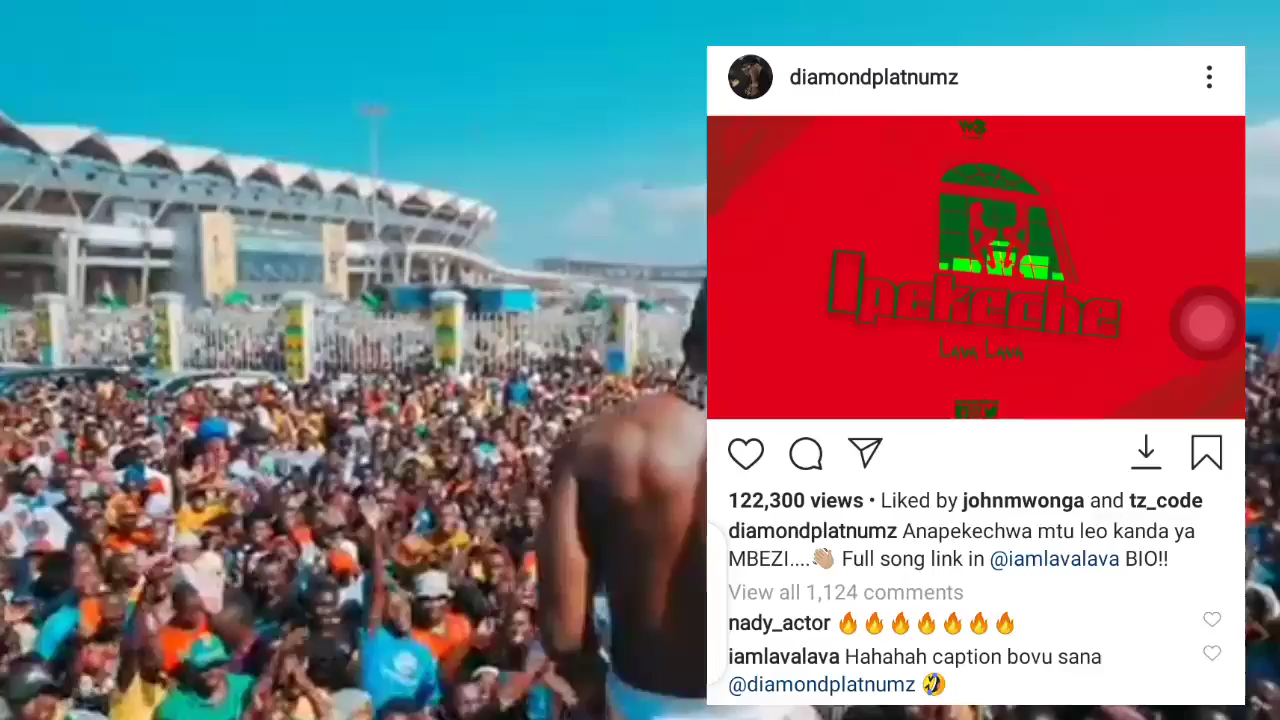 diamondplatnumz
Opekeche
Lava Lava
122,300 views • Liked by johnmwonga and tz_code
diamondplatnumz Anapekechwa mtu leo kanda ya
MBEZI....👏🏼 Full song link in @iamlavalava BIO!!
View all 1,124 comments
nady_actor 🔥🔥🔥🔥🔥🔥🔥
iamlavalava Hahahah caption bovu sana
@diamondplatnumz 🤣